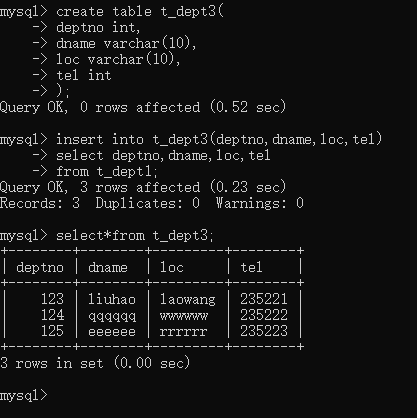 mysql> create table t_dept3(
    -> deptno int,
    -> dname varchar(10),
    -> loc varchar(10),
    -> tel int
    -> );
Query OK, 0 rows affected (0.52 sec)
mysql> insert into t_dept3(deptno,dname,loc,tel)
    -> select deptno,dname,loc,tel
    -> from t_dept1;
Query OK, 3 rows affected (0.23 sec)
Records: 3  Duplicates: 0  Warnings: 0
mysql> select*from t_dept3;
+--------+--------+---------+--------+
| deptno | dname  | loc     | tel    |
+--------+--------+---------+--------+
|    123 | liuhao | laowang | 235221 |
|    124 | qqqqqq | wwwwww  | 235222 |
|    125 | eeeeee | rrrrrr  | 235223 |
+--------+--------+---------+--------+
3 rows in set (0.00 sec)
mysql>